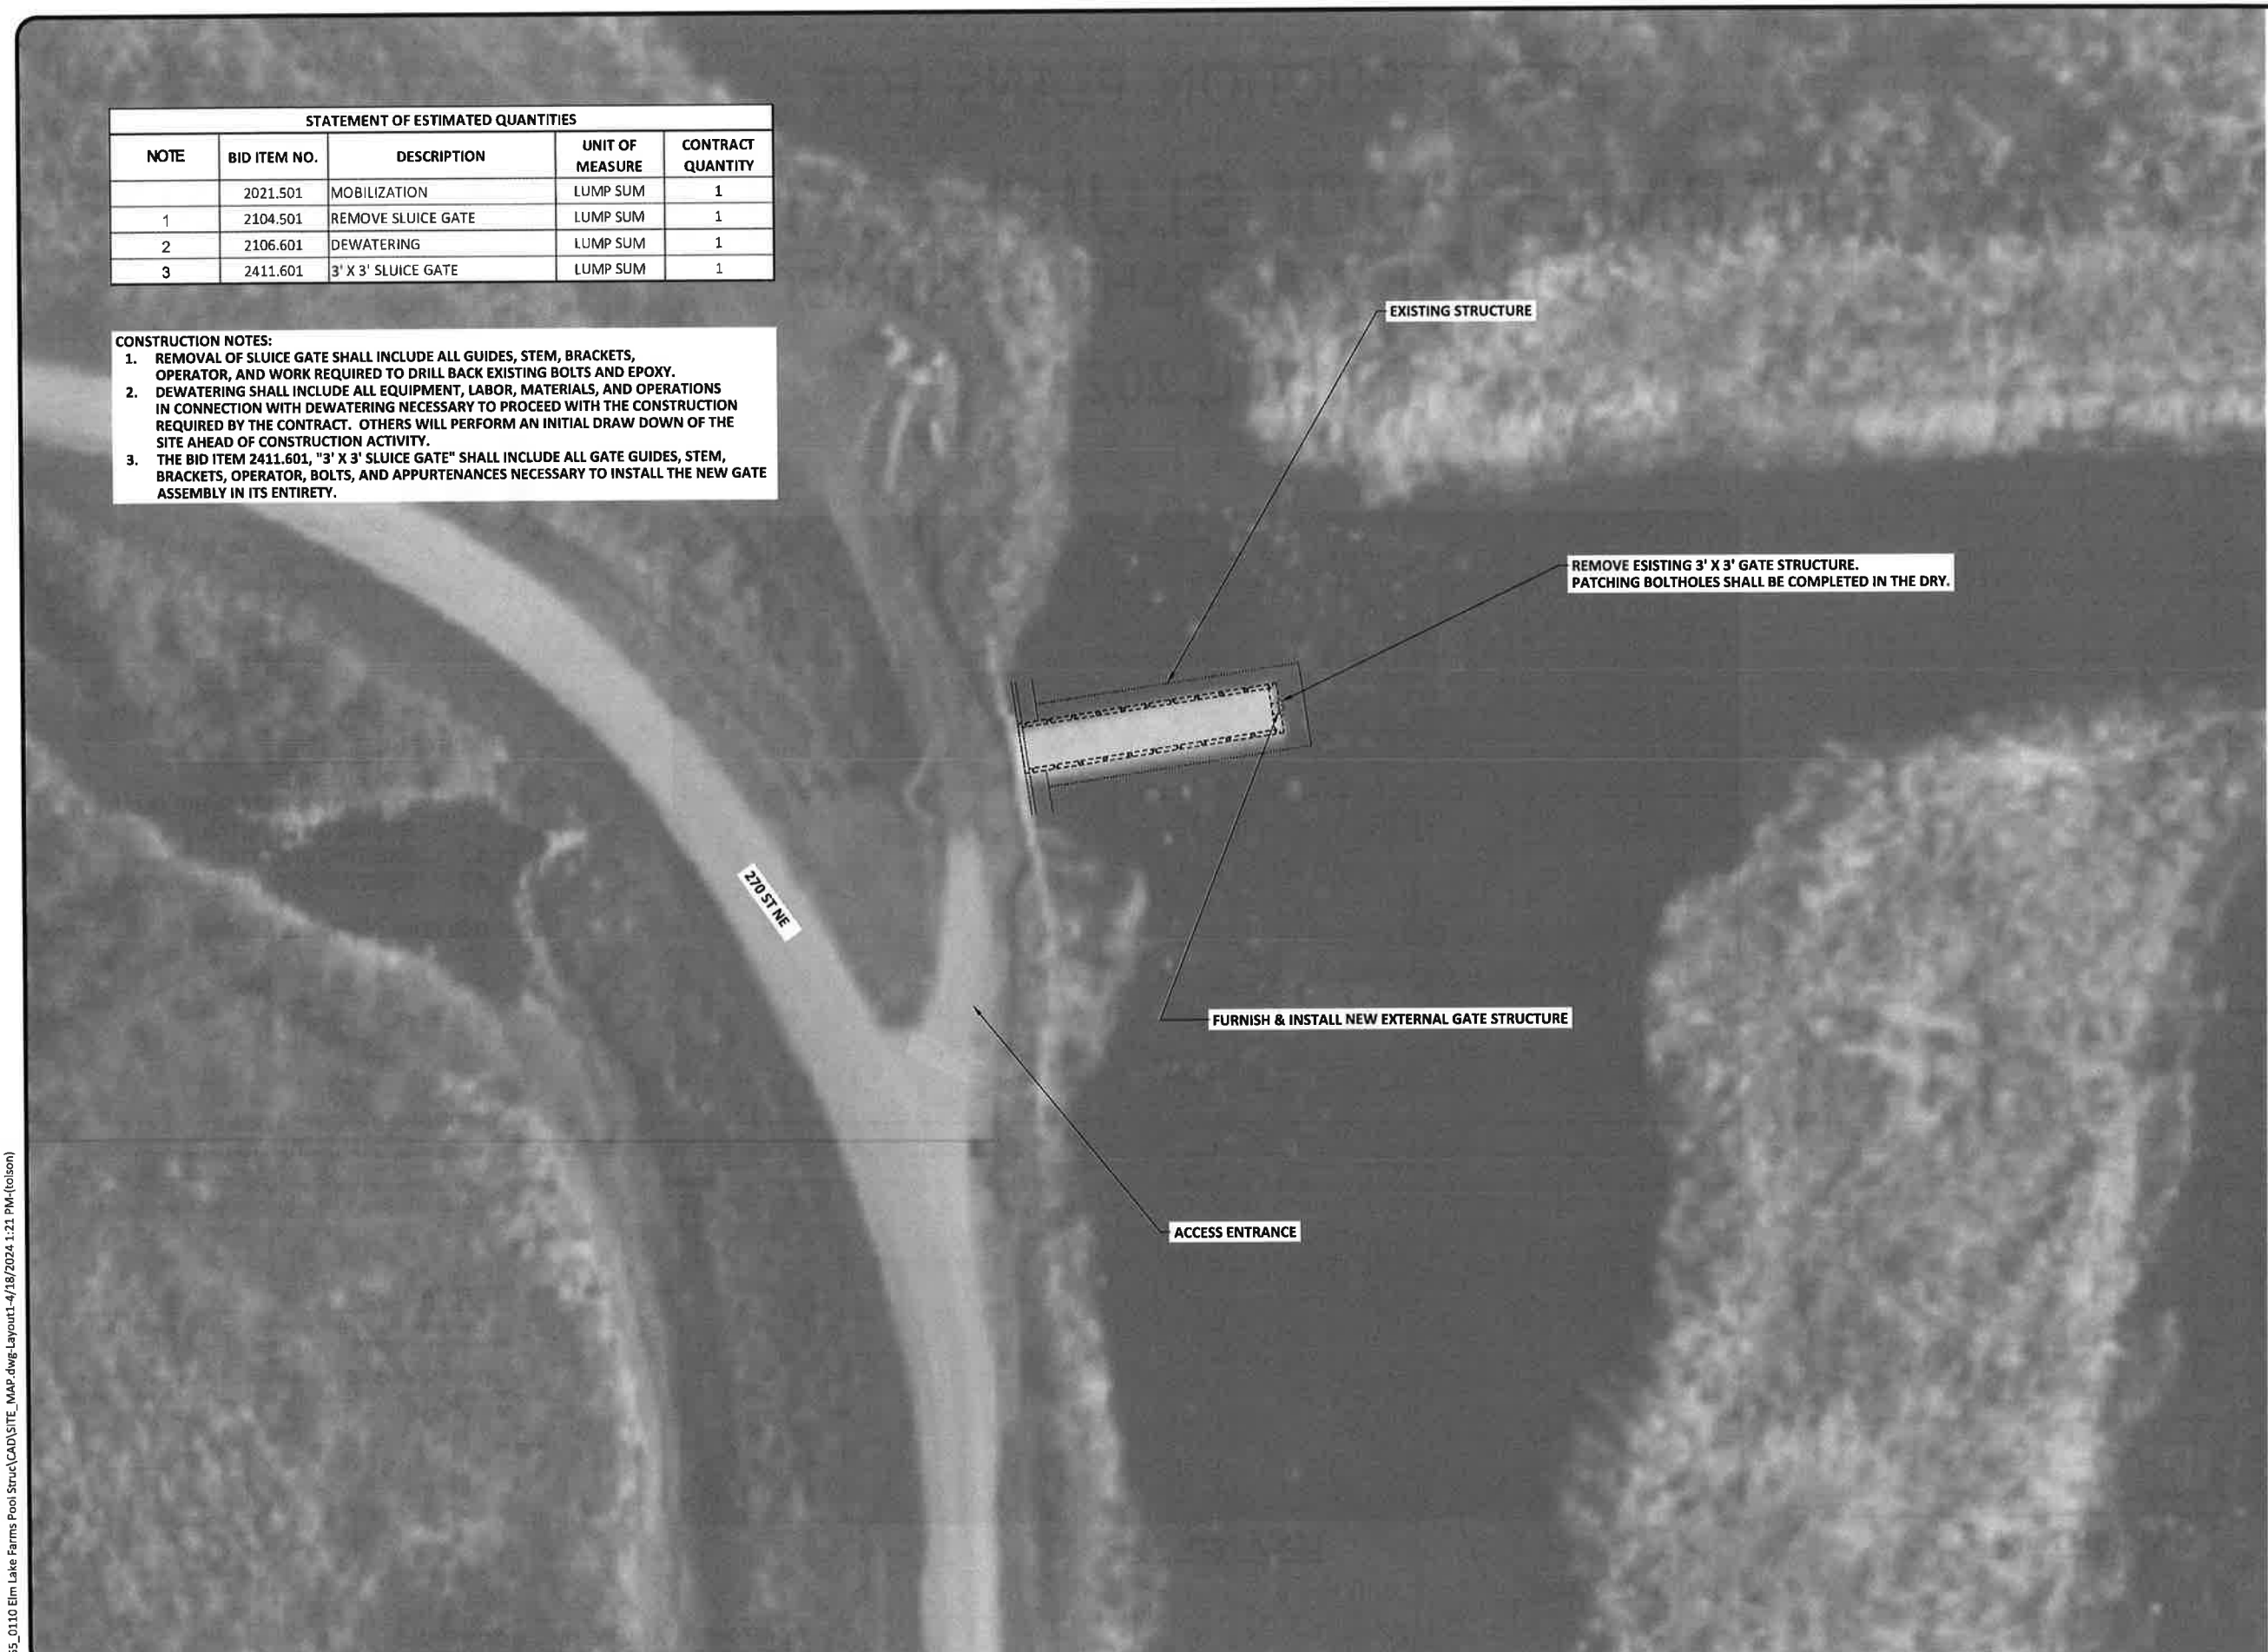 STATEMENT OF ESTIMATED QUANTITIES
NOTE BID ITEM NO. DESCRIPTION UNIT OF MEASURE CONTRACT QUANTITY
2021.501 MOBILIZATION LUMP SUM 1
1 2104.501 REMOVE SLUICE GATE LUMP SUM 1
2 2106.601 DEWATERING LUMP SUM 1
3 2411.601 3' X 3' SLUICE GATE LUMP SUM 1
CONSTRUCTION NOTES:
1. REMOVAL OF SLUICE GATE SHALL INCLUDE ALL GUIDES, STEM, BRACKETS,
OPERATOR, AND WORK REQUIRED TO DRILL BACK EXISTING BOLTS AND EPOXY.
2. DEWATERING SHALL INCLUDE ALL EQUIPMENT, LABOR, MATERIALS, AND OPERATIONS
IN CONNECTION WITH DEWATERING NECESSARY TO PROCEED WITH THE CONSTRUCTION
REQUIRED BY THE CONTRACT. OTHERS WILL PERFORM AN INITIAL DRAW DOWN OF THE
SITE AHEAD OF CONSTRUCTION ACTIVITY.
3. THE BID ITEM 2411.601, "3' X 3' SLUICE GATE" SHALL INCLUDE ALL GATE GUIDES, STEM,
BRACKETS, OPERATOR, BOLTS, AND APPURTENANCES NECESSARY TO INSTALL THE NEW GATE
ASSEMBLY IN ITS ENTIRETY.
EXISTING STRUCTURE
REMOVE ESISTING 3' X 3' GATE STRUCTURE.
PATCHING BOLTHOLES SHALL BE COMPLETED IN THE DRY.
270 ST NE
FURNISH & INSTALL NEW EXTERNAL GATE STRUCTURE
ACCESS ENTRANCE
55_0110 Elm Lake Farms Pool Struc\CAD\SITE_MAP.dwg-Layout1-4/18/2024 1:21 PM-(tolson)